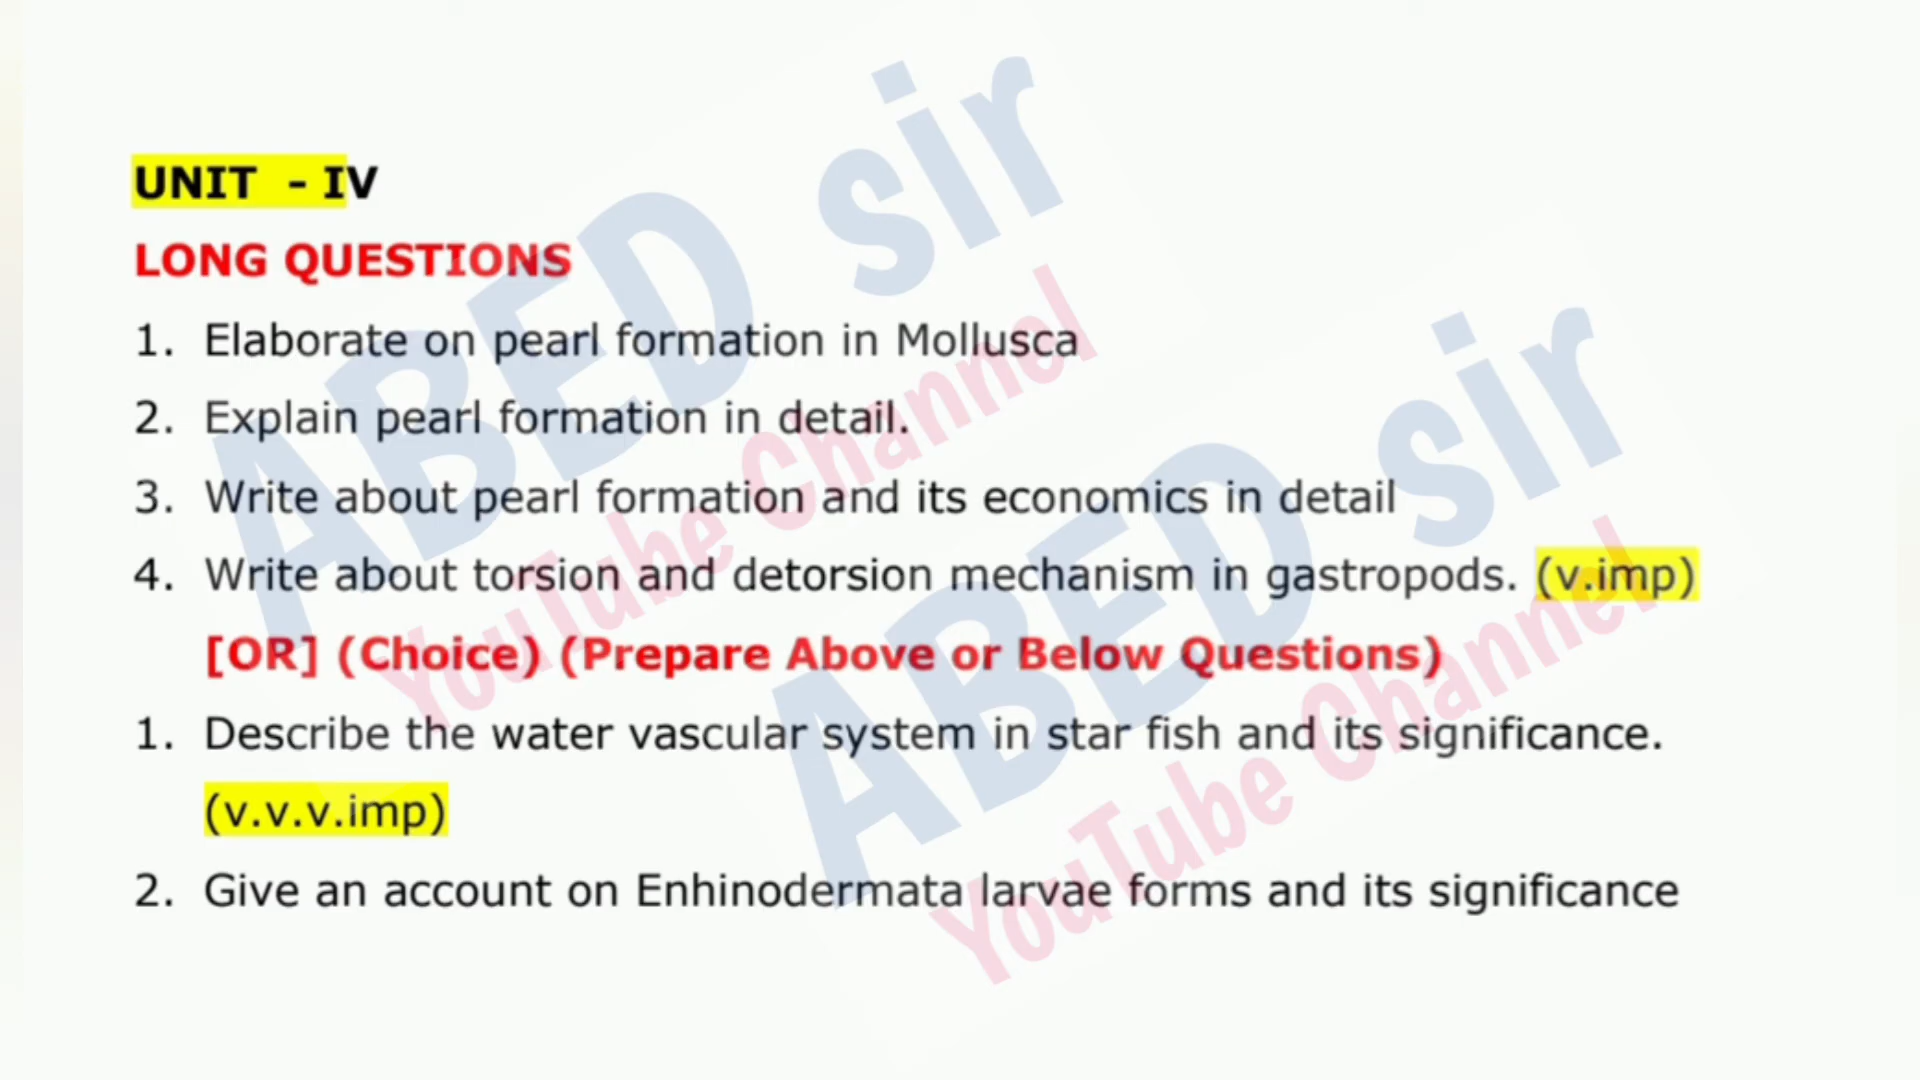 UNIT - IV
LONG QUESTIONS
1. Elaborate on pearl formation in Mollusca
2. Explain pearl formation in detail.
3. Write about pearl formation and its economics in detail
4. Write about torsion and detorsion mechanism in gastropods. (v.imp)
[OR] (Choice) (Prepare Above or Below Questions)
1. Describe the water vascular system in star fish and its significance.
(v.v.v.imp)
2. Give an account on Enhinodermata larvae forms and its significance
ABED sir
YouTube Channel
ABED sir
YouTube Channel